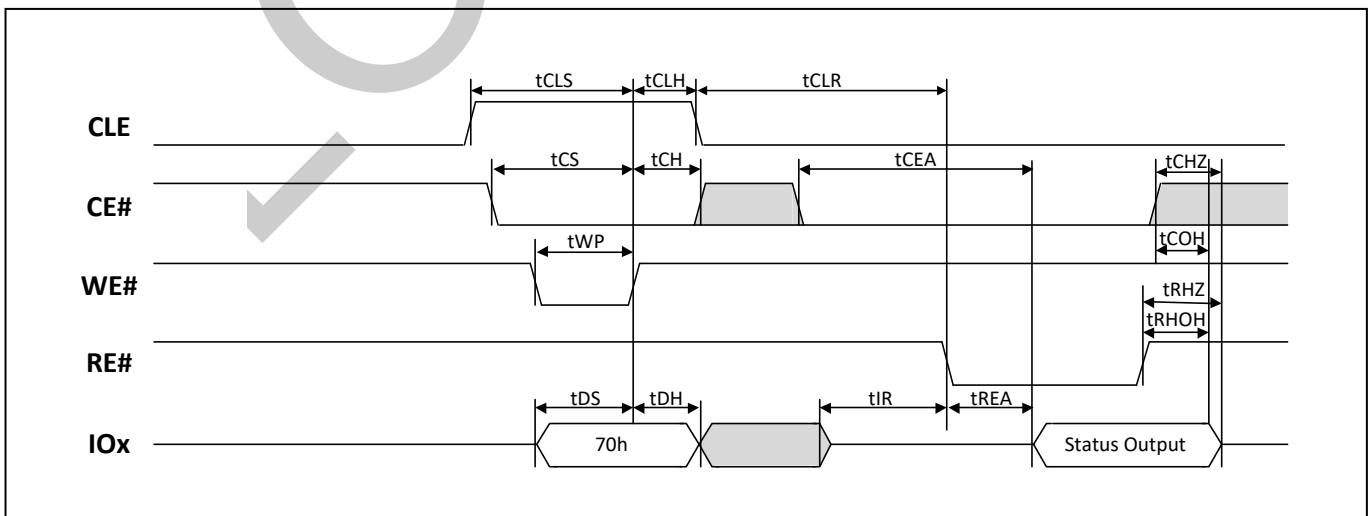 tCLS tCLH tCLR
CLE
tCS tCH tCEA tCHZ
CE#
tCOH
tWP
WE#
tRHZ
tRHOH
RE#
tDS tDH tIR tREA
IOx 70h Status Output